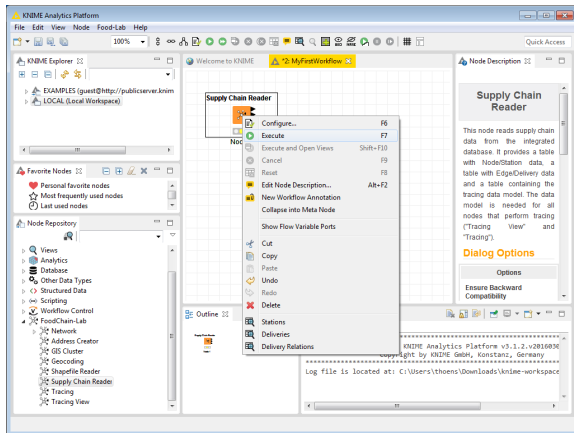 KNIME Analytics Platform
File Edit View Node Food-Lab Help
100%
Quick Access
KNIME Explorer
EXAMPLES (guest@http://publicserver.knim
LOCAL (Local Workspace)
Favorite Nodes
Personal favorite nodes
Most frequently used nodes
Last used nodes
Node Repository
Views
Analytics
Database
Other Data Types
Structured Data
Scripting
Workflow Control
FoodChain-Lab
Network
Address Creator
GIS Cluster
Geocoding
Shapefile Reader
Supply Chain Reader
Tracing
Tracing View
Welcome to KNIME
*2: MyFirstWorkflow
Supply Chain Reader
Nod
Configure... F6
Execute F7
Execute and Open Views Shift+F10
Cancel F9
Reset F8
Edit Node Description... Alt+F2
New Workflow Annotation
Collapse into Meta Node
Show Flow Variable Ports
Cut
Copy
Paste
Undo
Redo
Delete
Stations
Deliveries
Delivery Relations
Outline
KNIME Analytics Platform v3.1.2.v2016030
Copyright by KNIME GmbH, Konstanz, Germany
Log file is located at: C:\Users\thoens\Downloads\knime-workspace
Node Description
Supply Chain
Reader
This node reads supply chain
data from the integrated
database. It provides a table
with Node/Station data, a
table with Edge/Delivery data
and a table containing the
tracing data model. The data
model is needed for all
nodes that perform tracing
("Tracing View" and
"Tracing").
Dialog Options
Options
Ensure Backward
Compatibility